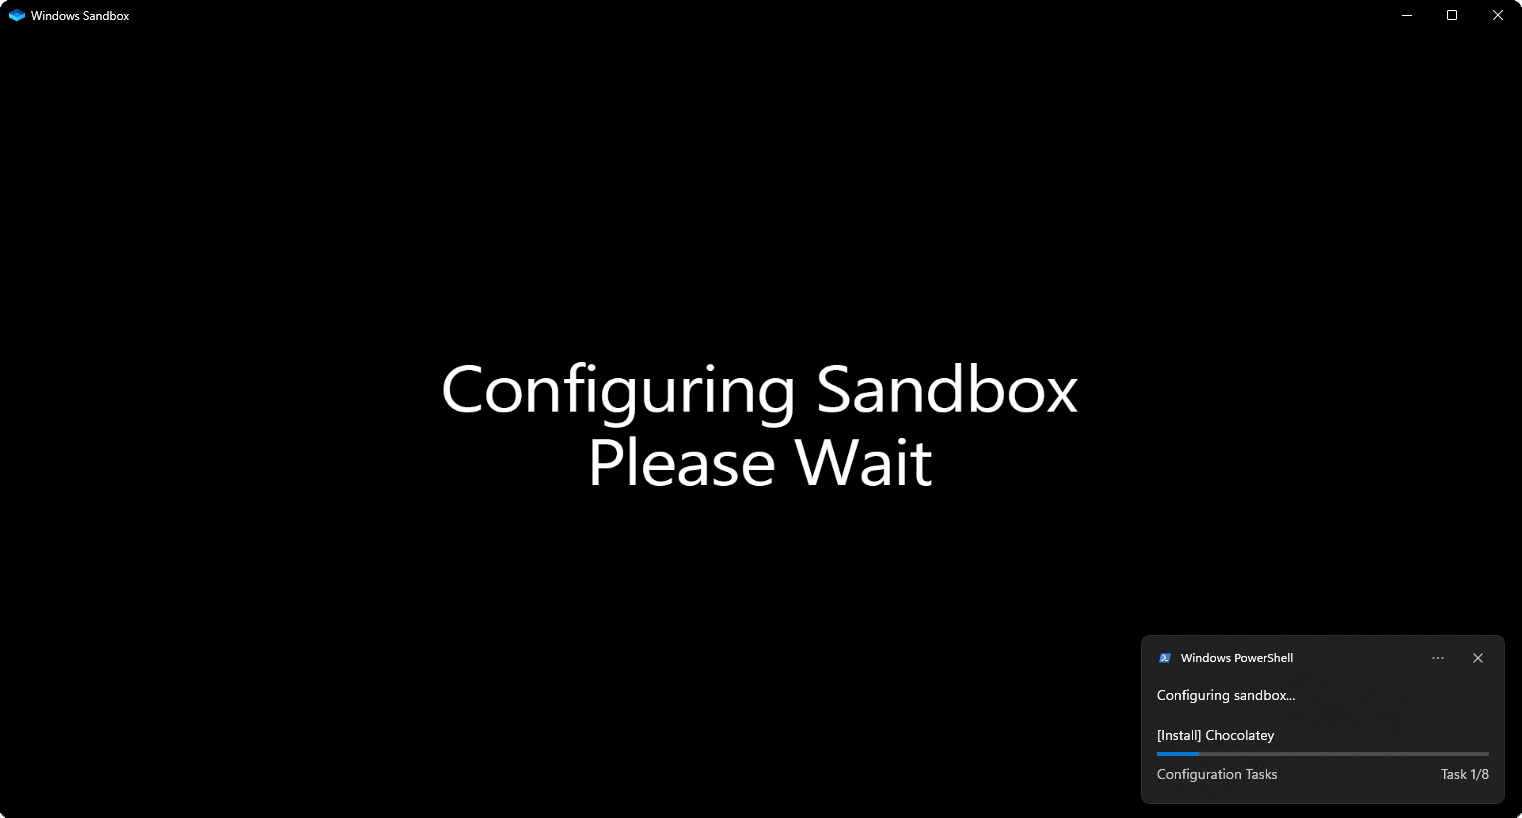 Windows Sandbox
Configuring Sandbox
Please Wait
Windows PowerShell
Configuring sandbox...
[Install] Chocolatey
Configuration Tasks Task 1/8